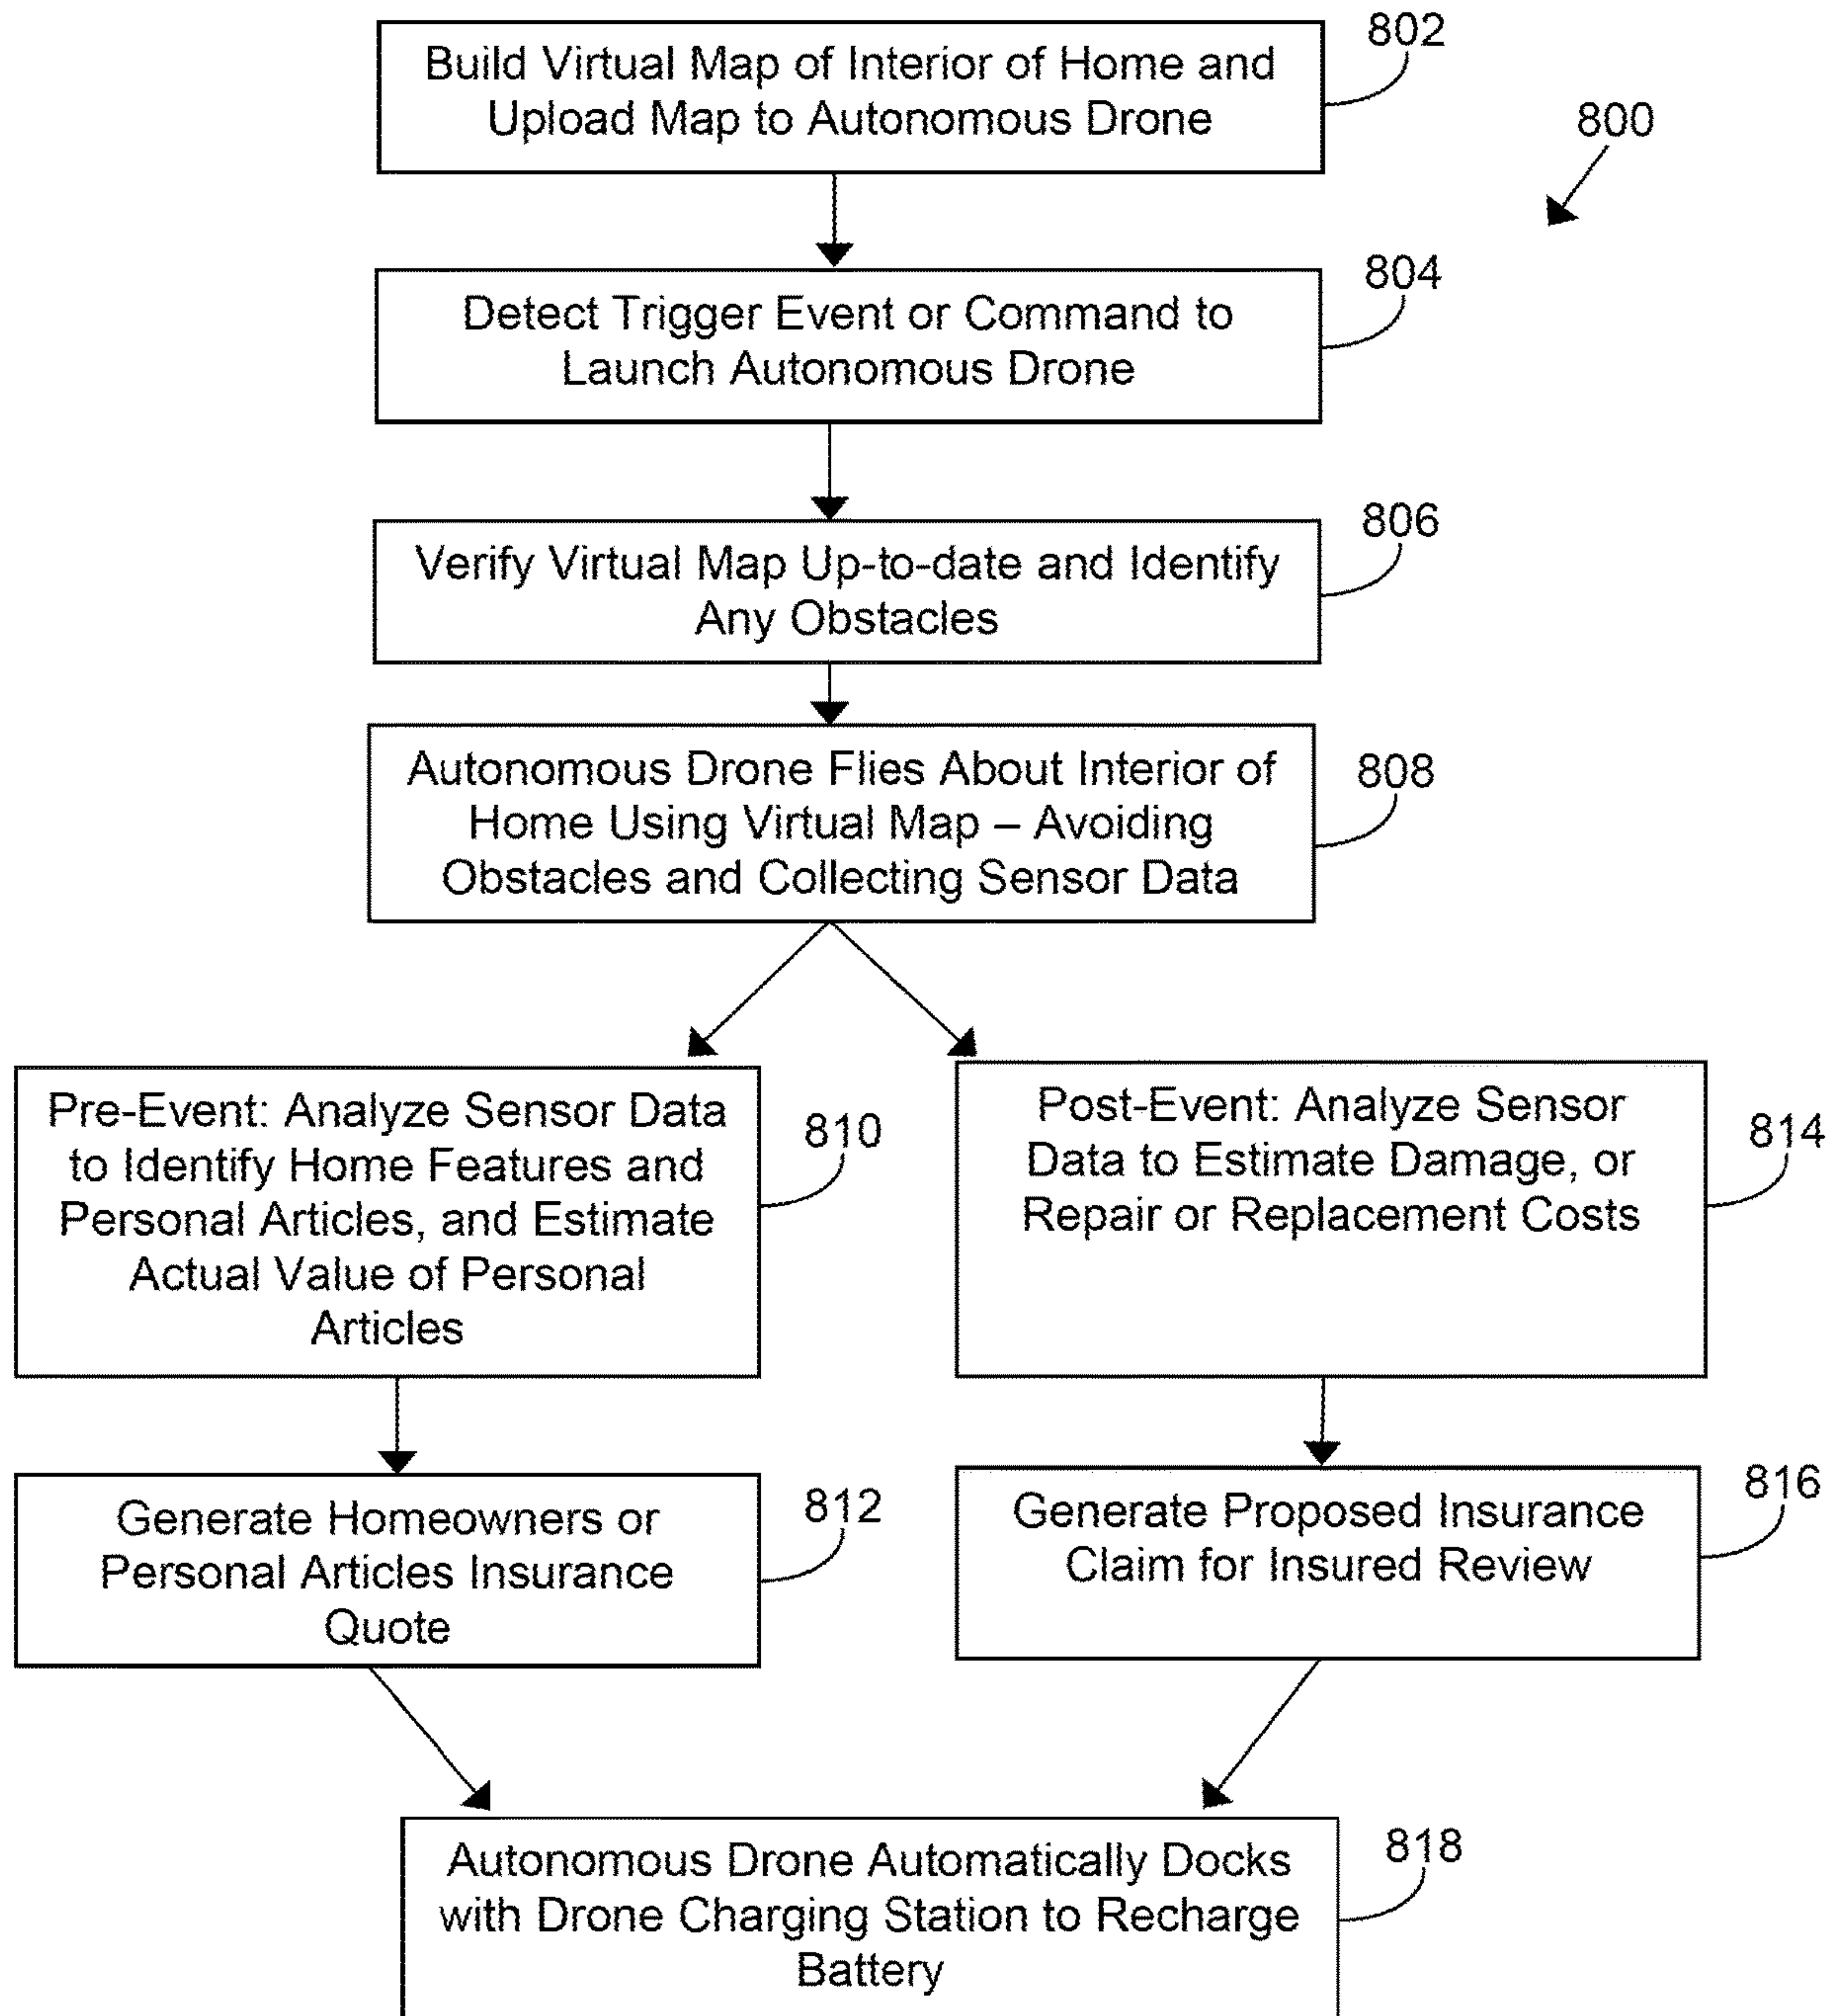 802
Build Virtual Map of Interior of Home and
Upload Map to Autonomous Drone
800
804
Detect Trigger Event or Command to
Launch Autonomous Drone
806
Verify Virtual Map Up-to-date and Identify
Any Obstacles
808
Autonomous Drone Flies About Interior of
Home Using Virtual Map – Avoiding
Obstacles and Collecting Sensor Data
810
Pre-Event: Analyze Sensor Data
to Identify Home Features and
Personal Articles, and Estimate
Actual Value of Personal
Articles
814
Post-Event: Analyze Sensor
Data to Estimate Damage, or
Repair or Replacement Costs
812
Generate Homeowners or
Personal Articles Insurance
Quote
816
Generate Proposed Insurance
Claim for Insured Review
818
Autonomous Drone Automatically Docks
with Drone Charging Station to Recharge
Battery